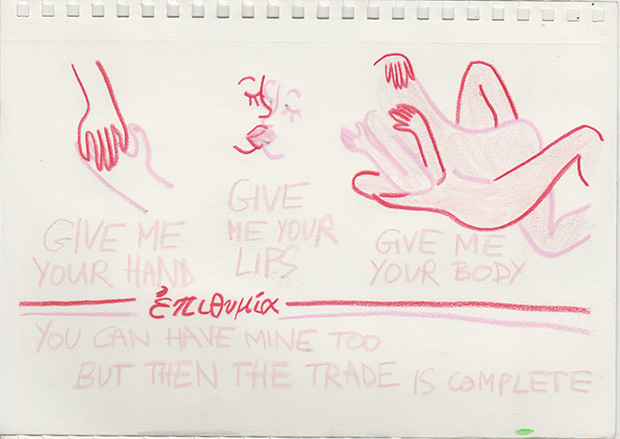 GIVE ME
YOUR HAND
GIVE
ME YOUR
LIPS
GIVE ME
YOUR BODY
ἐπιθυμία
YOU CAN HAVE MINE TOO
BUT THEN THE TRADE IS COMPLETE